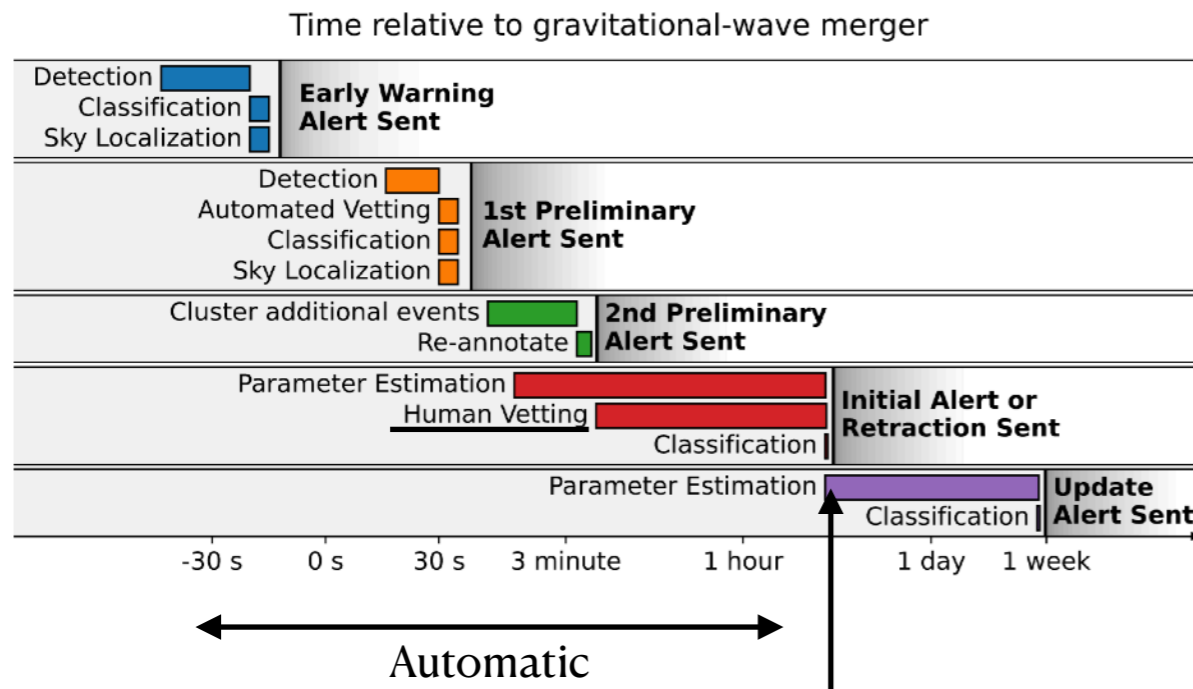 Time relative to gravitational-wave merger
Detection
Classification
Sky Localization
Early Warning
Alert Sent
Detection
Automated Vetting
Classification
Sky Localization
1st Preliminary
Alert Sent
Cluster additional events
Re-annotate
2nd Preliminary
Alert Sent
Parameter Estimation
Human Vetting
Classification
Initial Alert or
Retraction Sent
Parameter Estimation
Classification
Update
Alert Sent
-30 s 0 s 30 s 3 minute 1 hour 1 day 1 week
Automatic